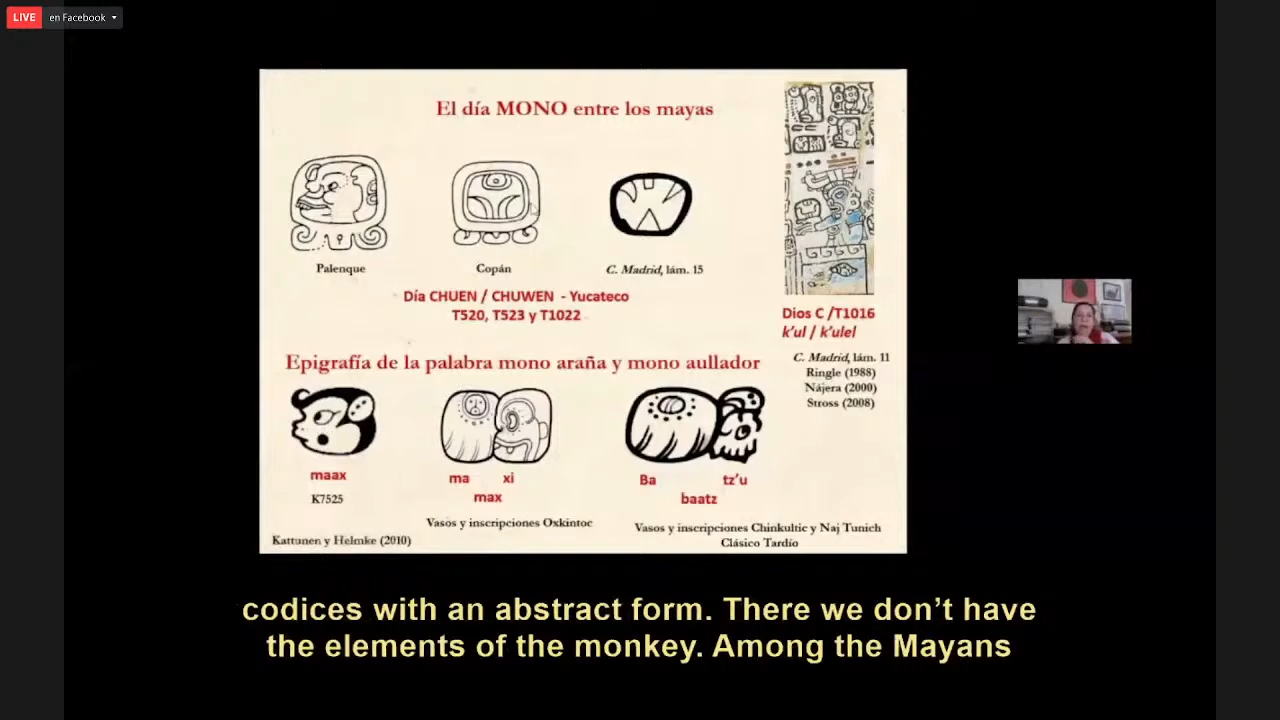 LIVE en Facebook
El día MONO entre los mayas
Palenque
Copán
C. Madrid, lám. 15
Día CHUEN / CHUWEN - Yucateco
T520, T523 y T1022
Dios C /T1016
k'ul / k'ulel
C. Madrid, lám. 11
Ringle (1988)
Nájera (2000)
Stross (2008)
Epigrafía de la palabra mono araña y mono aullador
maax
K7525
ma xi
max
Vasos y inscripciones Oxkintoc
Ba tz'u
baatz
Vasos y inscripciones Chinkultic y Naj Tunich
Clásico Tardío
Kattunen y Helmke (2010)
codices with an abstract form. There we don't have
the elements of the monkey. Among the Mayans